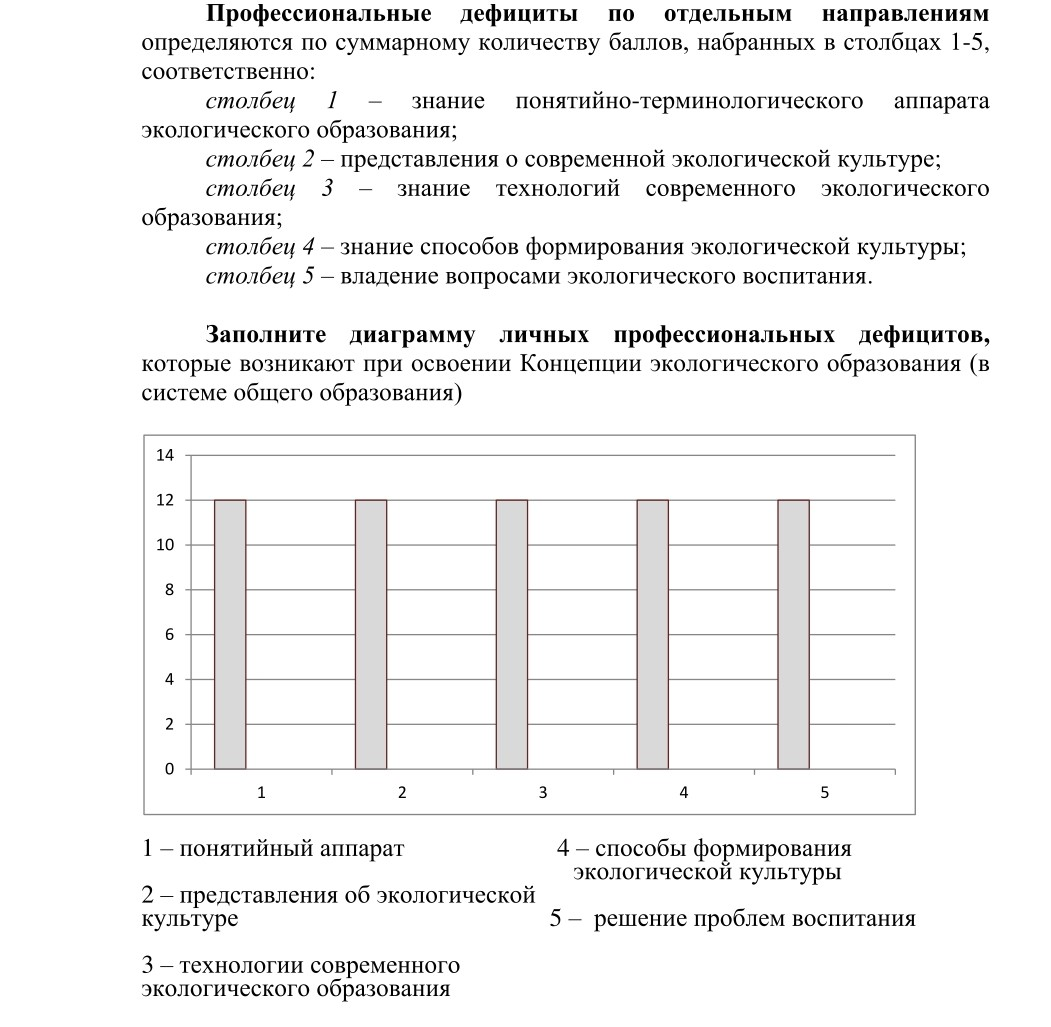 Профессиональные дефициты по отдельным направлениям
определяются по суммарному количеству баллов, набранных в столбцах 1-5,
соответственно:
столбец 1 – знание понятийно-терминологического аппарата
экологического образования;
столбец 2 – представления о современной экологической культуре;
столбец 3 – знание технологий современного экологического
образования;
столбец 4 – знание способов формирования экологической культуры;
столбец 5 – владение вопросами экологического воспитания.
Заполните диаграмму личных профессиональных дефицитов,
которые возникают при освоении Концепции экологического образования (в
системе общего образования)
14
12
10
8
6
4
2
0
1 2 3 4 5
1 – понятийный аппарат
2 – представления об экологической
культуре
3 – технологии современного
экологического образования
4 – способы формирования
экологической культуры
5 – решение проблем воспитания